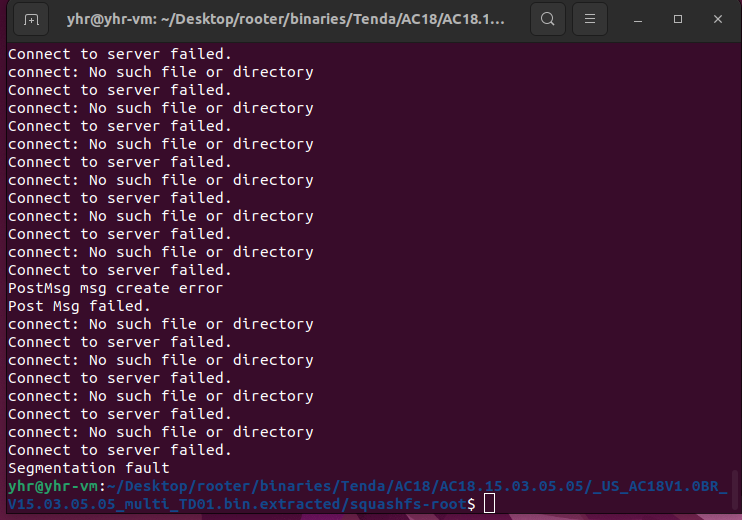 yhr@yhr-vm: ~/Desktop/rooter/binaries/Tenda/AC18/AC18.1...
Connect to server failed.
connect: No such file or directory
Connect to server failed.
connect: No such file or directory
Connect to server failed.
connect: No such file or directory
Connect to server failed.
connect: No such file or directory
Connect to server failed.
connect: No such file or directory
Connect to server failed.
connect: No such file or directory
Connect to server failed.
PostMsg msg create error
Post Msg failed.
connect: No such file or directory
Connect to server failed.
connect: No such file or directory
Connect to server failed.
connect: No such file or directory
Connect to server failed.
connect: No such file or directory
Connect to server failed.
Segmentation fault
yhr@yhr-vm:~/Desktop/rooter/binaries/Tenda/AC18/AC18.15.03.05.05/_US_AC18V1.0BR_
V15.03.05.05_multi_TD01.bin.extracted/squashfs-root$